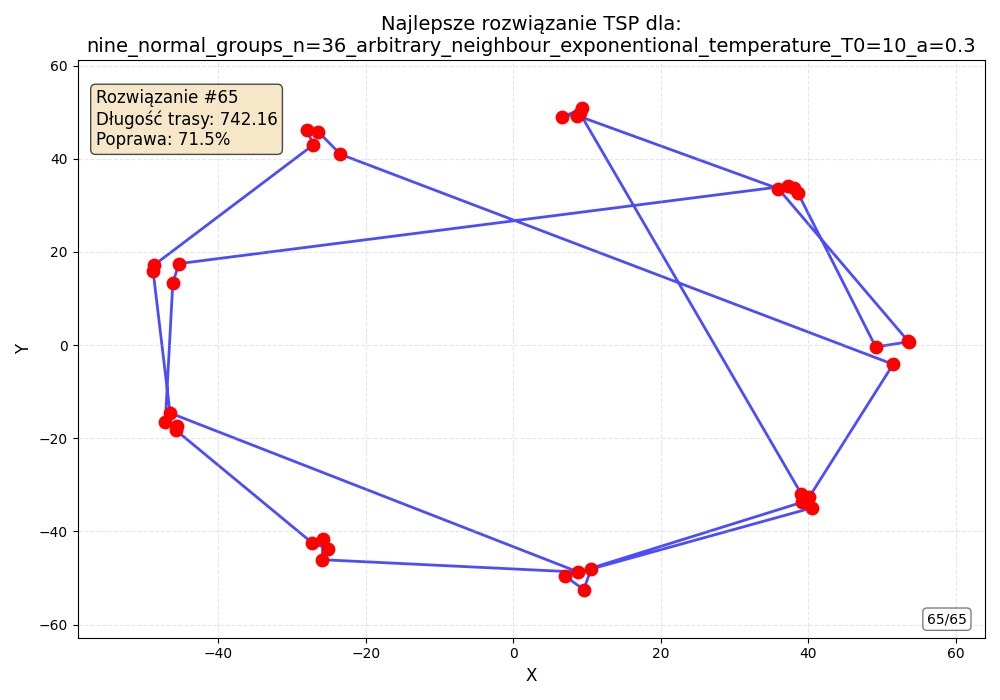 Najlepsze rozwiązanie TSP dla:
nine_normal_groups_n=36_arbitrary_neighbour_exponentional_temperature_T0=10_a=0.3
Rozwiązanie #65
Długość trasy: 742.16
Poprawa: 71.5%
60
40
20
0
−20
−40
−60
Y
65/65
−40
−20
0
20
40
60
X